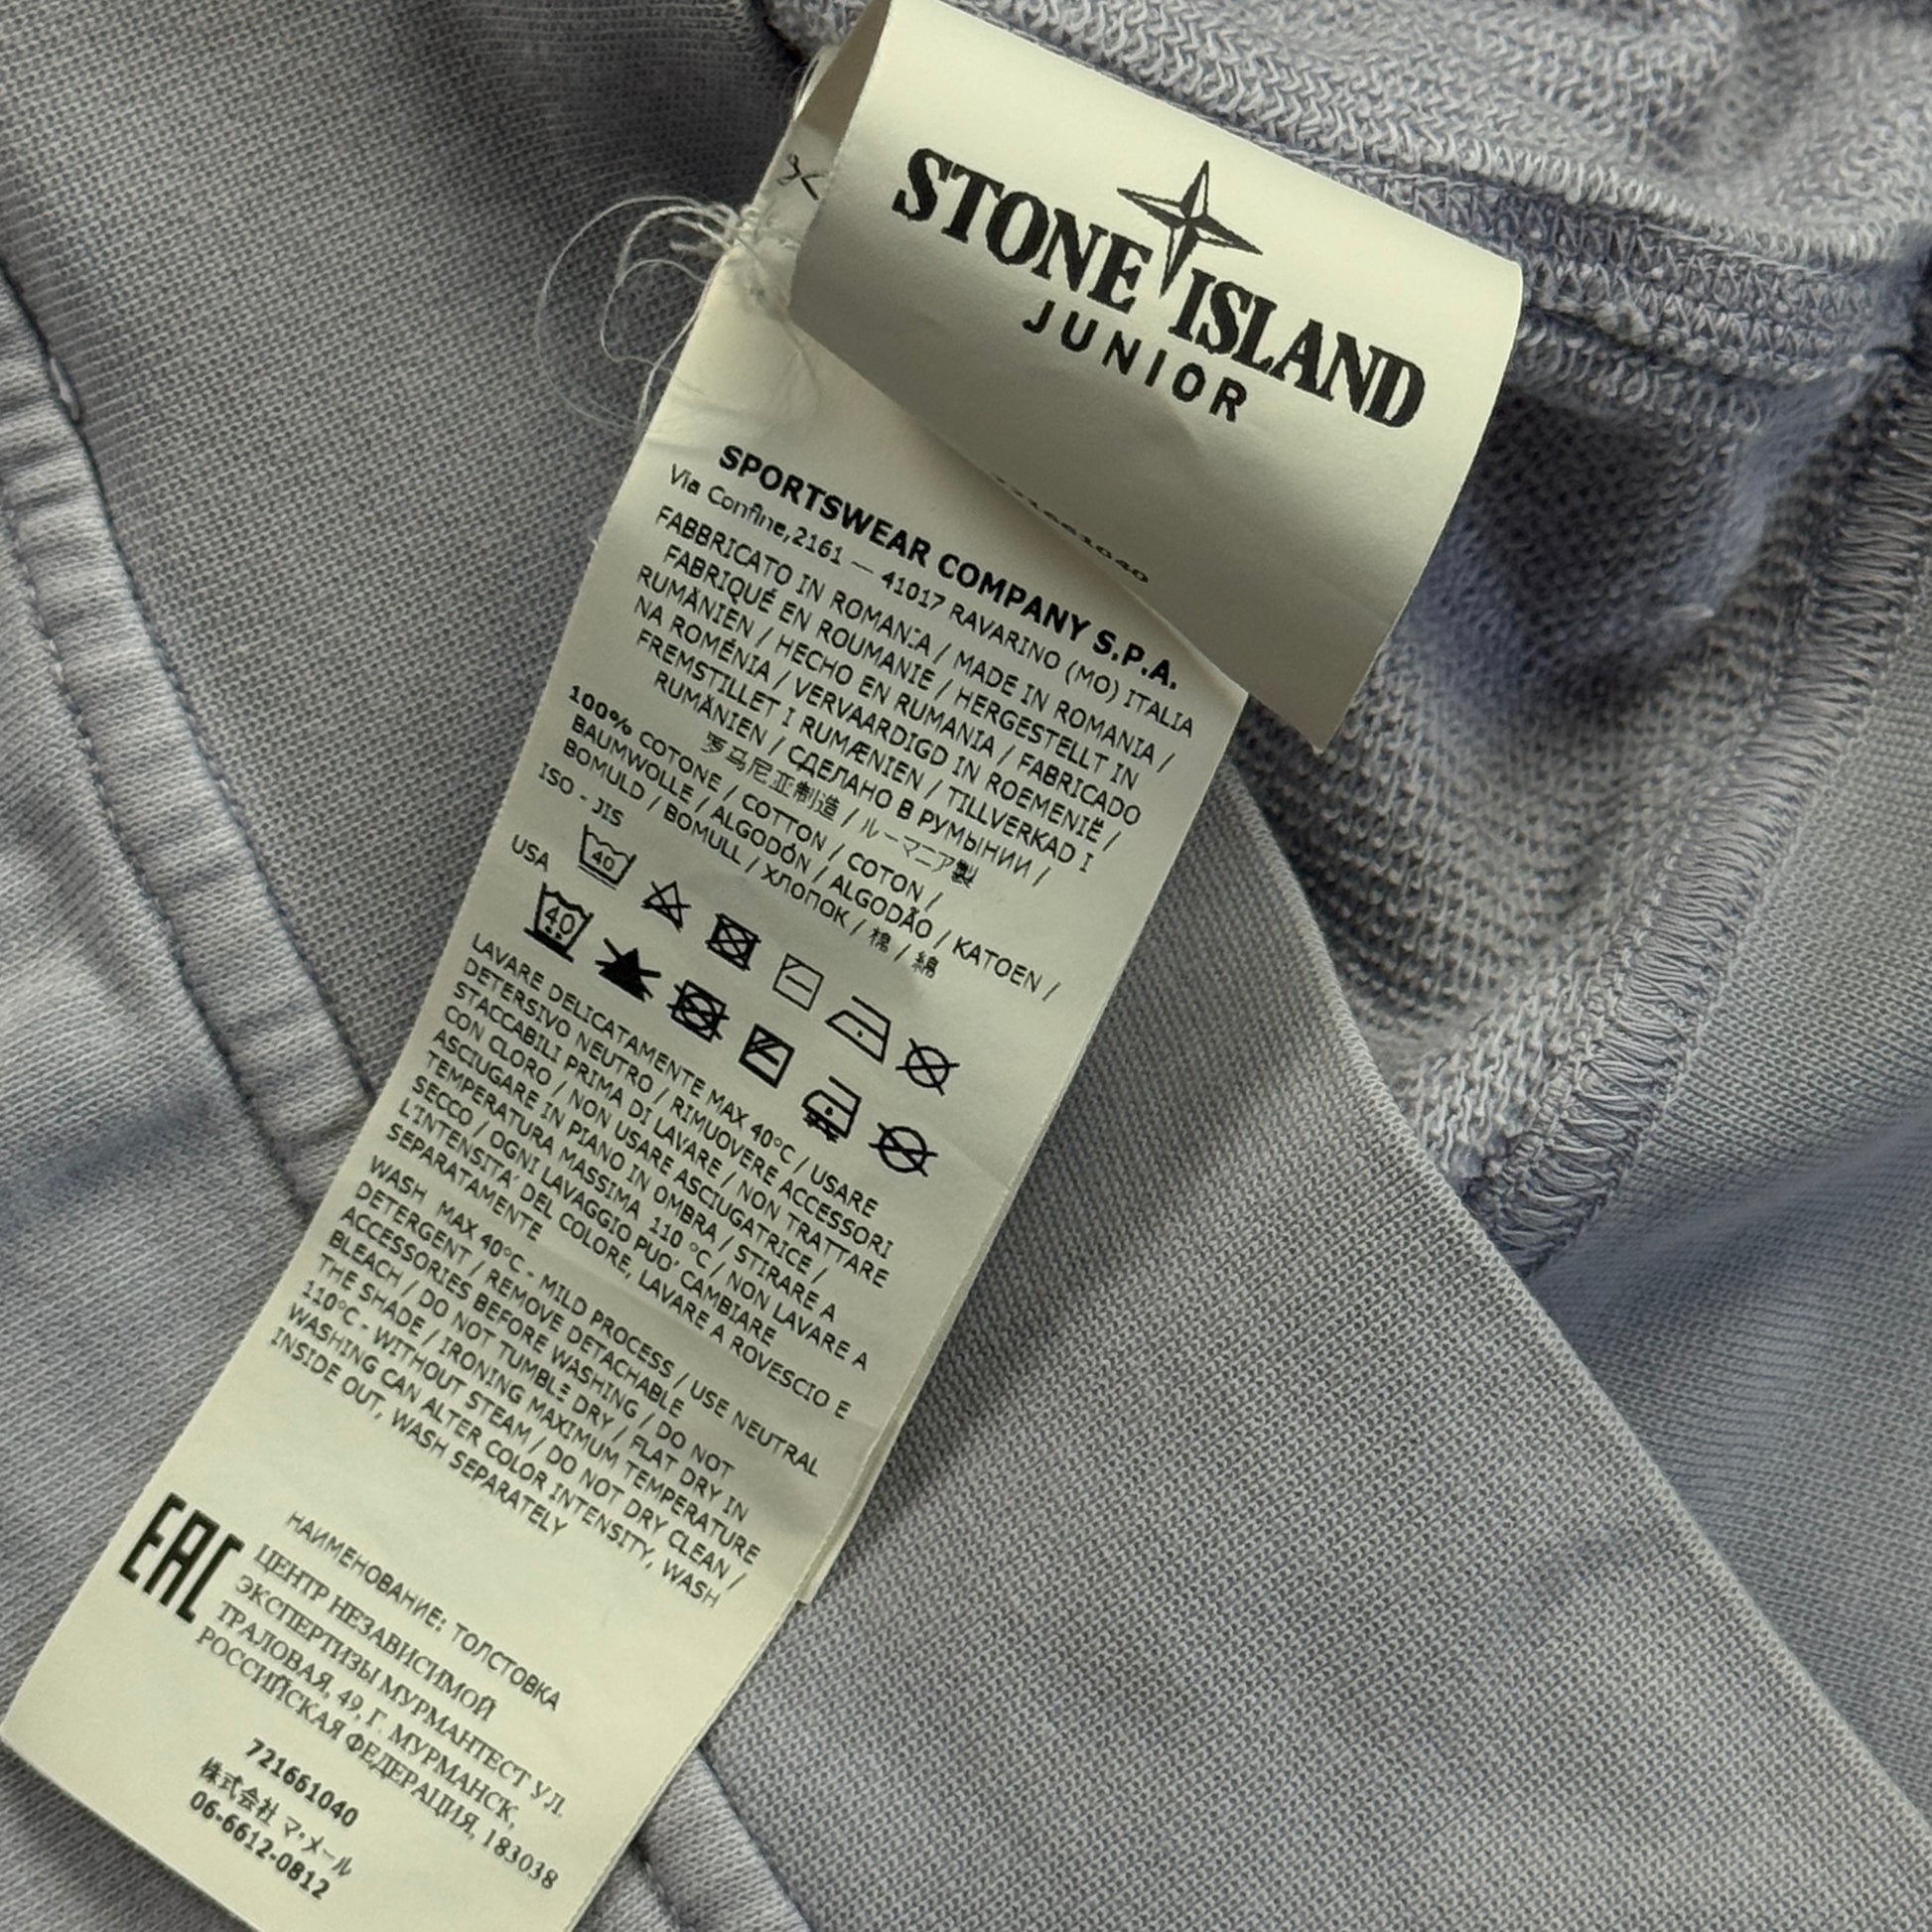 STONE ISLAND
JUNIOR
SPORTSWEAR COMPANY S.P.A.
Via Confine,2161 — 41017 RAVARINO (MO) ITALIA
FABBRICATO IN ROMANIA / MADE IN ROMANIA /
FABRIQUÉ EN ROUMANIE / HERGESTELLT IN
RUMÄNIEN / HECHO EN RUMANIA / FABRICADO
NA ROMÉNIA / VERVAARDIGD IN ROEMENIË /
FREMSTILLET I RUMÆNIEN / TILLVERKAD I
RUMÄNIEN / СДЕЛАНО В РУМЫНИИ /
罗马尼亚制造 / ルーマニア製
100% COTONE / COTTON / COTON /
BAUMWOLLE / ALGODÓN / ALGODÃO / KATOEN /
BOMULD / BOMULL / ХЛОПОК / 棉 / 綿
ISO - JIS
40
USA
40
LAVARE DELICATAMENTE MAX 40°C / USARE
DETERSIVO NEUTRO / RIMUOVERE ACCESSORI
STACCABILI PRIMA DI LAVARE / NON TRATTARE
CON CLORO / NON USARE ASCIUGATRICE /
ASCIUGARE IN PIANO IN OMBRA / STIRARE A
TEMPERATURA MASSIMA 110 °C / NON LAVARE A
SECCO / OGNI LAVAGGIO PUO' CAMBIARE
L'INTENSITA' DEL COLORE, LAVARE A ROVESCIO E
SEPARATAMENTE
WASH MAX 40°C - MILD PROCESS / USE NEUTRAL
DETERGENT / REMOVE DETACHABLE
ACCESSORIES BEFORE WASHING / DO NOT
BLEACH / DO NOT TUMBLE DRY / FLAT DRY IN
THE SHADE / IRONING MAXIMUM TEMPERATURE
110°C - WITHOUT STEAM / DO NOT DRY CLEAN /
WASHING CAN ALTER COLOR INTENSITY, WASH
INSIDE OUT, WASH SEPARATELY
EAC
НАИМЕНОВАНИЕ: ТОЛСТОВКА
ЦЕНТР НЕЗАВИСИМОЙ
ЭКСПЕРТИЗЫ МУРМАНТЕСТ УЛ.
ТРАЛОВАЯ, 49, Г. МУРМАНСК,
РОССИЙСКАЯ ФЕДЕРАЦИЯ, 183038
721661040
株式会社 マ・メール
06-6612-0812